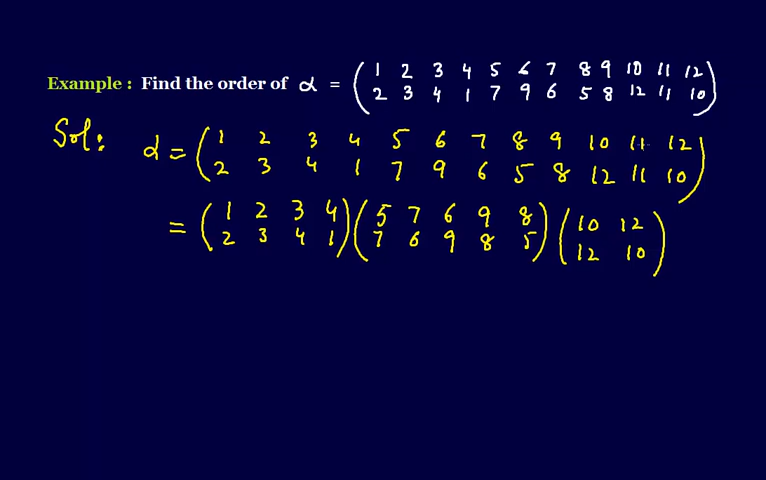 Example : Find the order of α = ( 1 2 3 4 5 6 7 8 9 10 11 12
2 3 4 1 7 9 6 5 8 12 11 10 )
Sol: α = ( 1 2 3 4 5 6 7 8 9 10 11 12
2 3 4 1 7 9 6 5 8 12 11 10 )
= ( 1 2 3 4 ) ( 5 7 6 9 8 ) ( 10 12 )
( 2 3 4 1 ) ( 7 6 9 8 5 ) ( 12 10 )